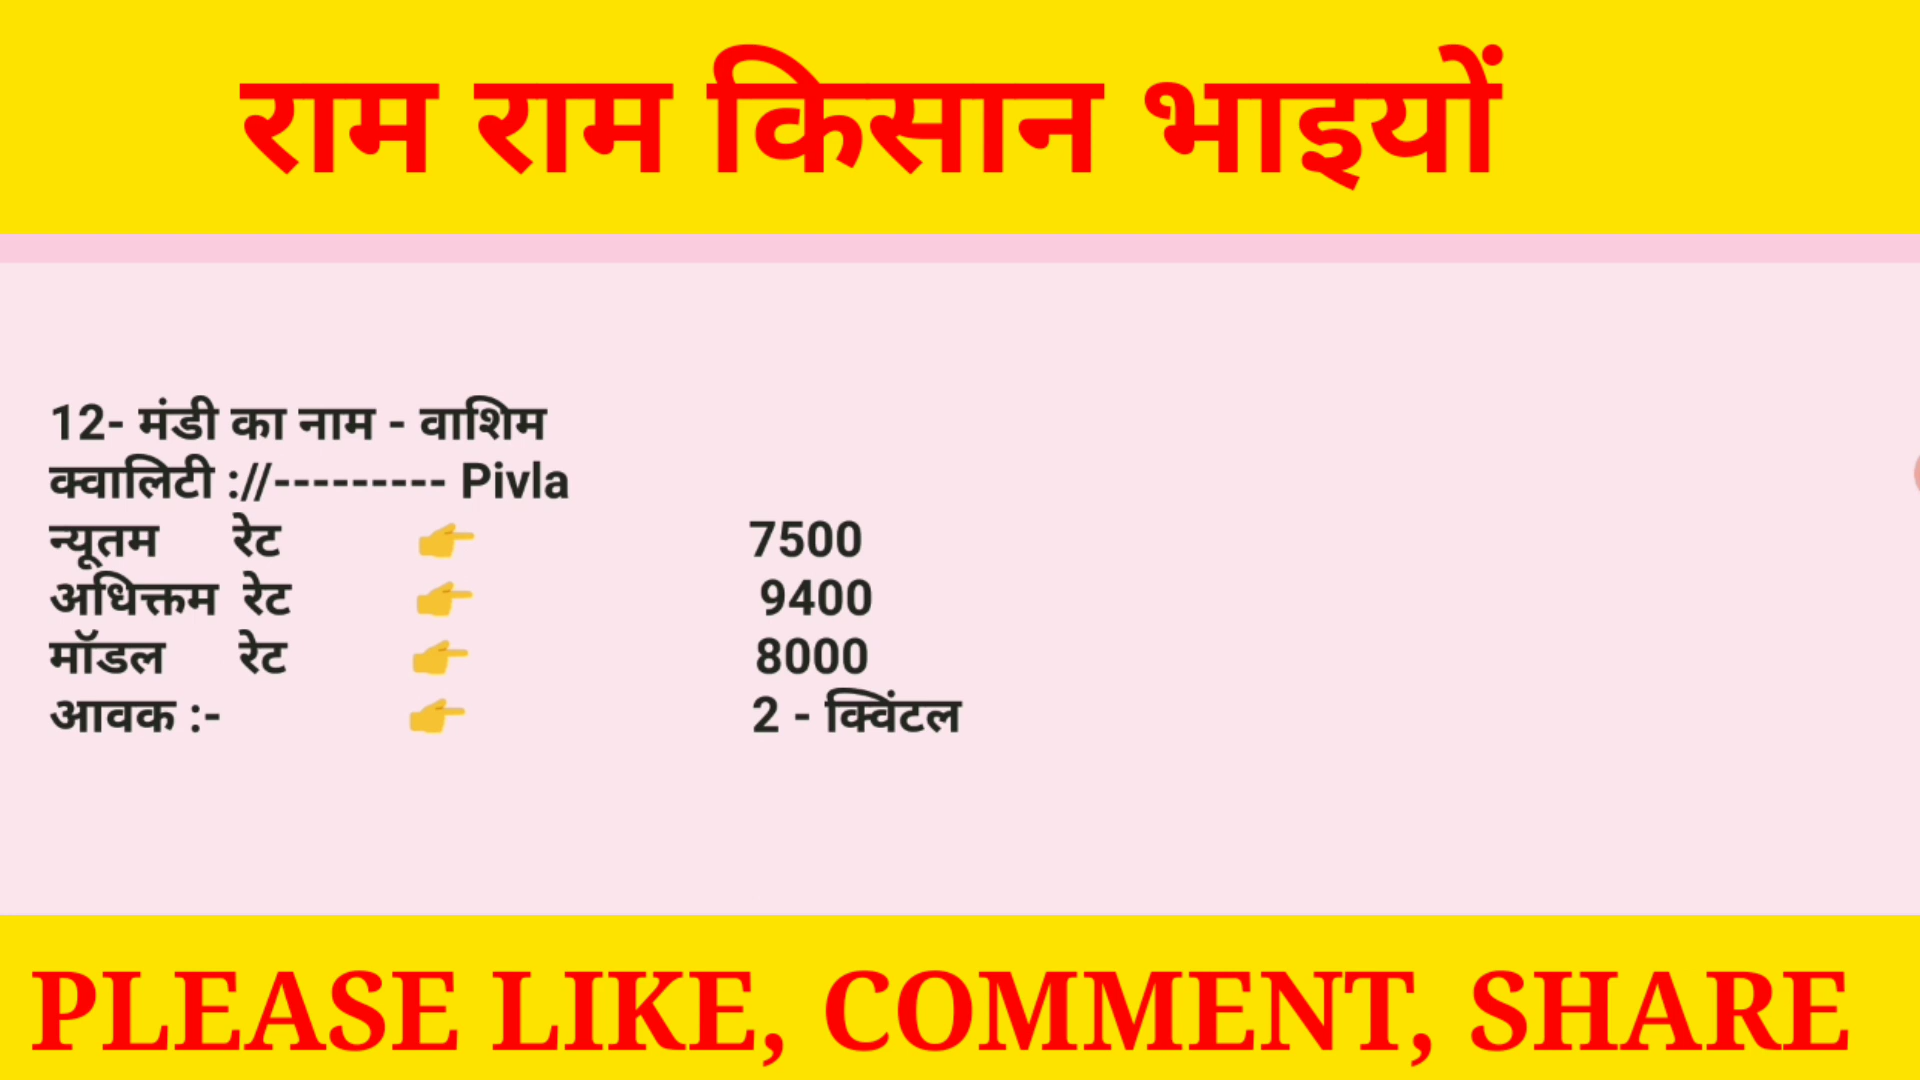 राम राम किसान भाइयों
12- मंडी का नाम - वाशिम
क्वालिटी ://--------- Pivla
न्यूतम रेट 👉 7500
अधिक्तम रेट 👉 9400
मॉडल रेट 👉 8000
आवक :- 👉 2 - क्विंटल
PLEASE LIKE, COMMENT, SHARE